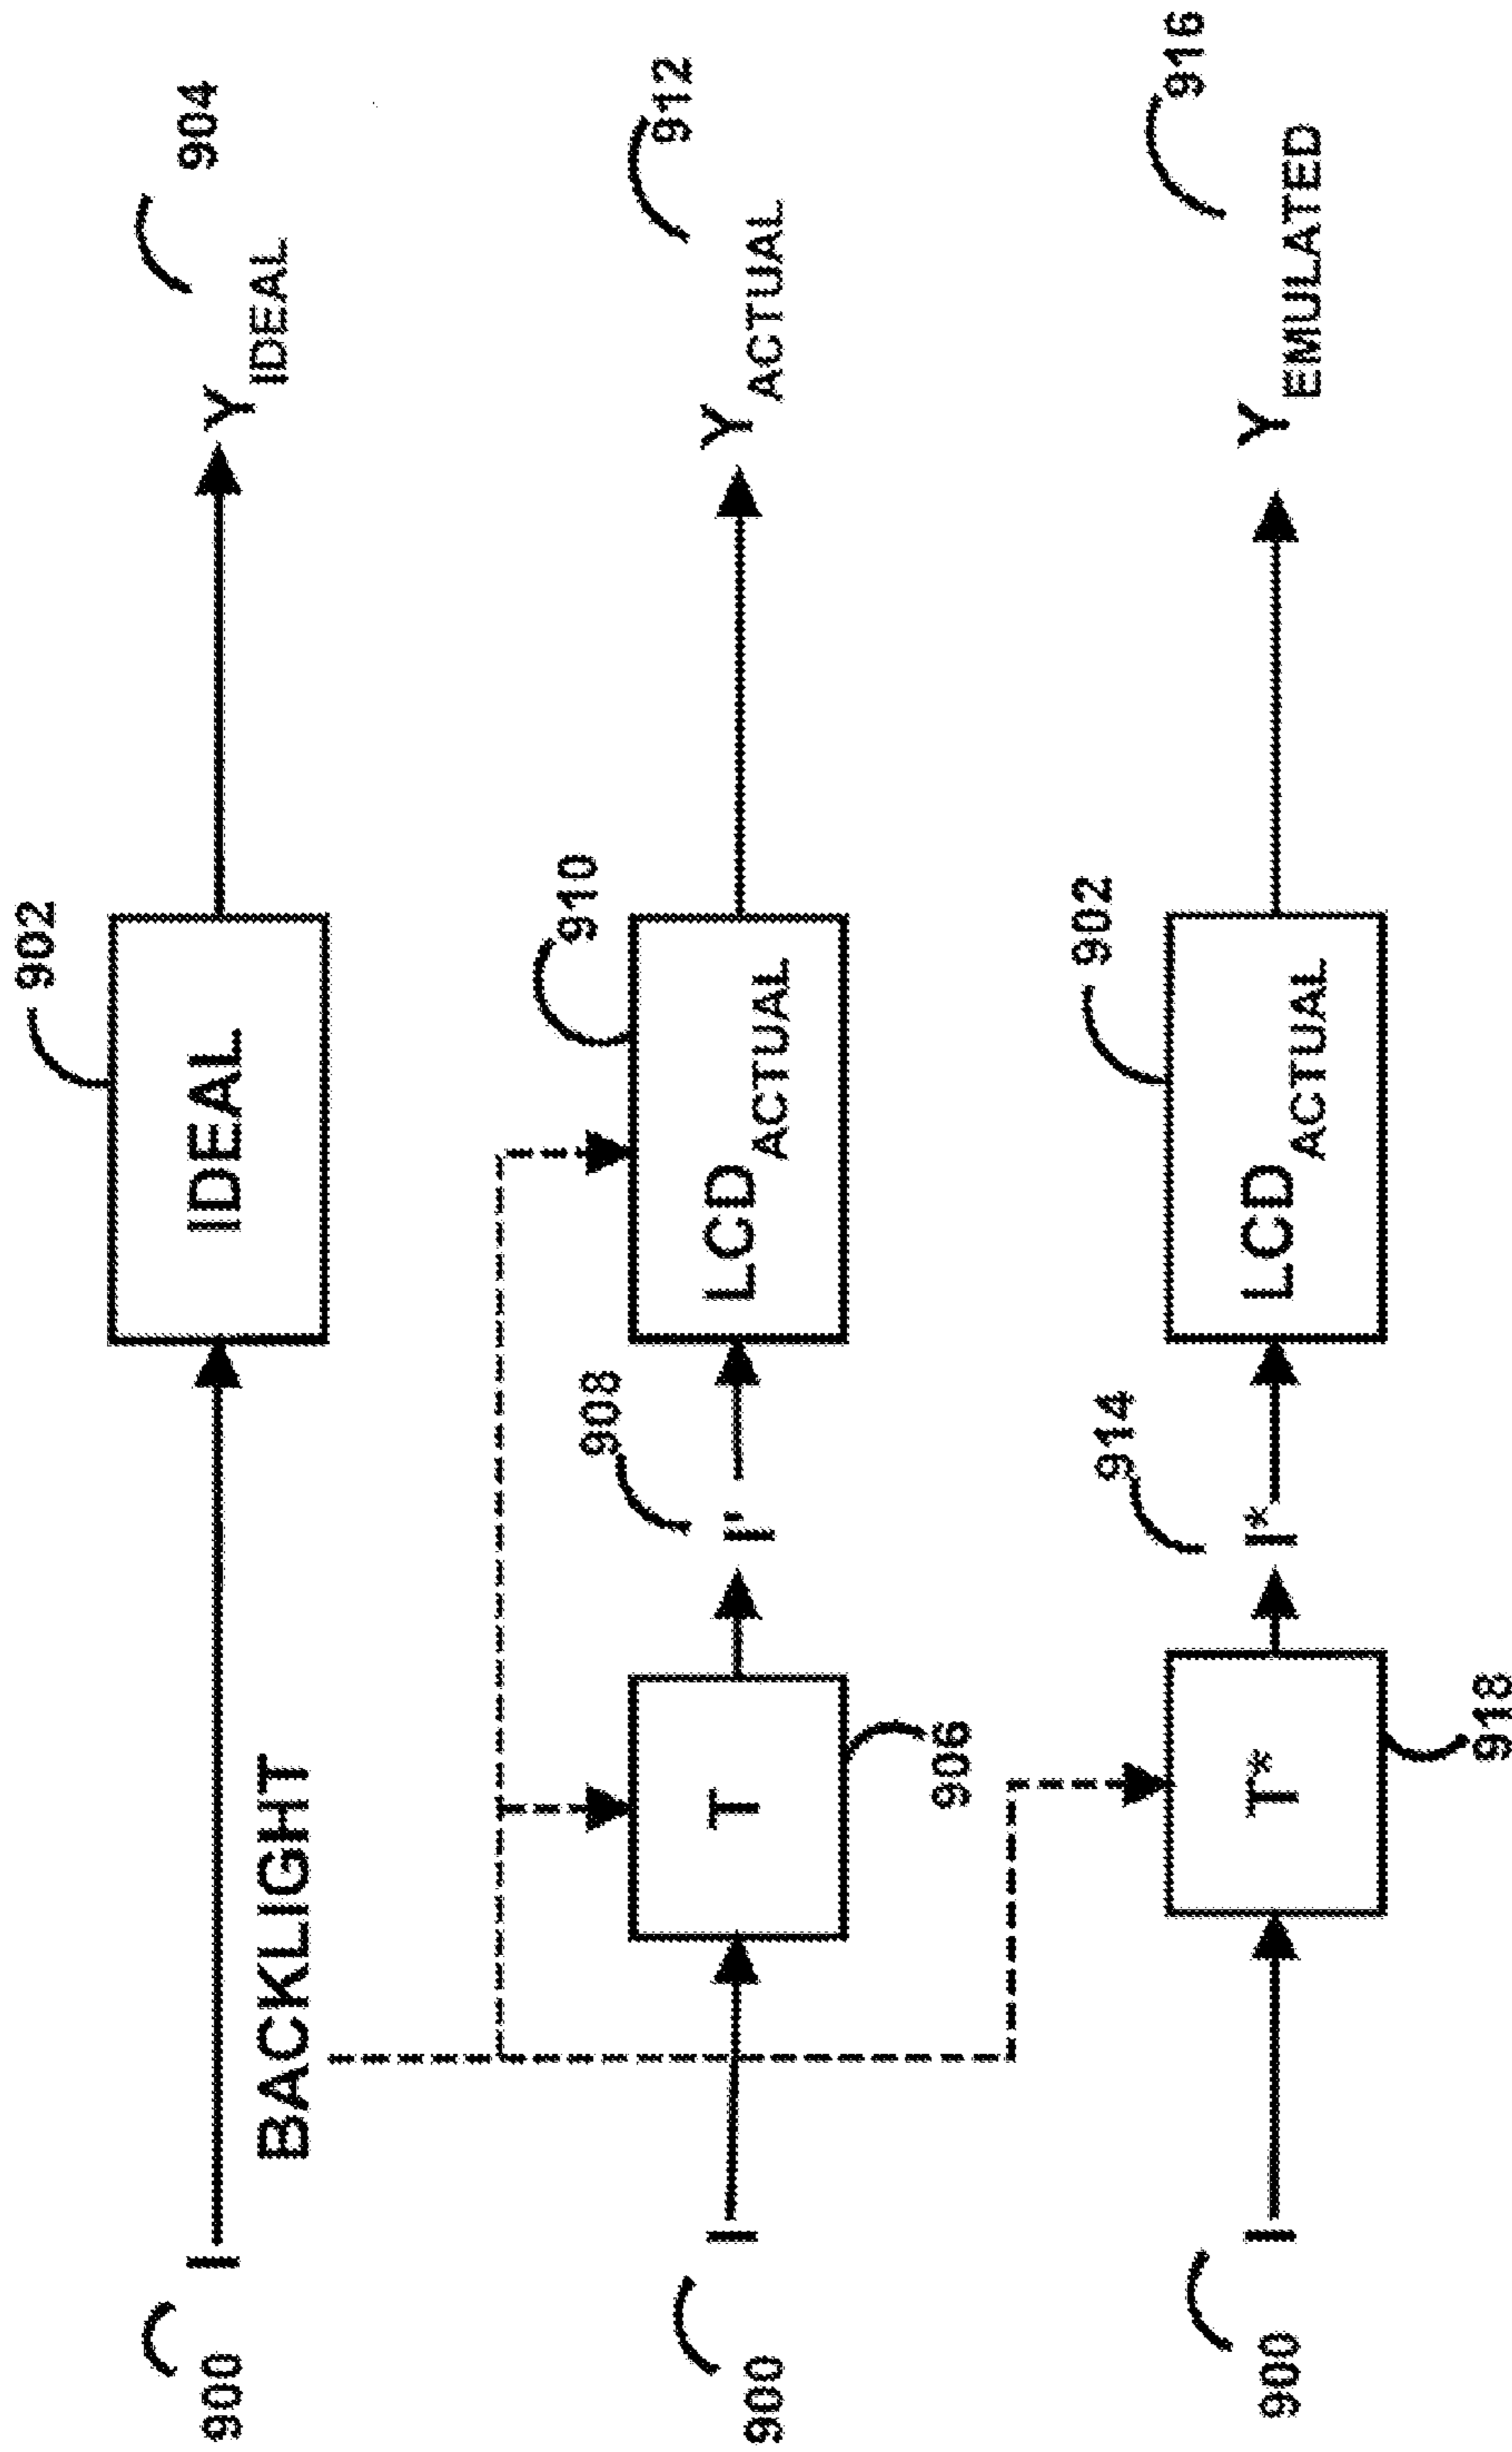 902
904
900
I
IDEAL
Y IDEAL
BACKLIGHT
908
910
912
900
I
T
I'
LCD ACTUAL
Y ACTUAL
906
914
902
916
900
I
T*
I*
LCD ACTUAL
Y EMULATED
918